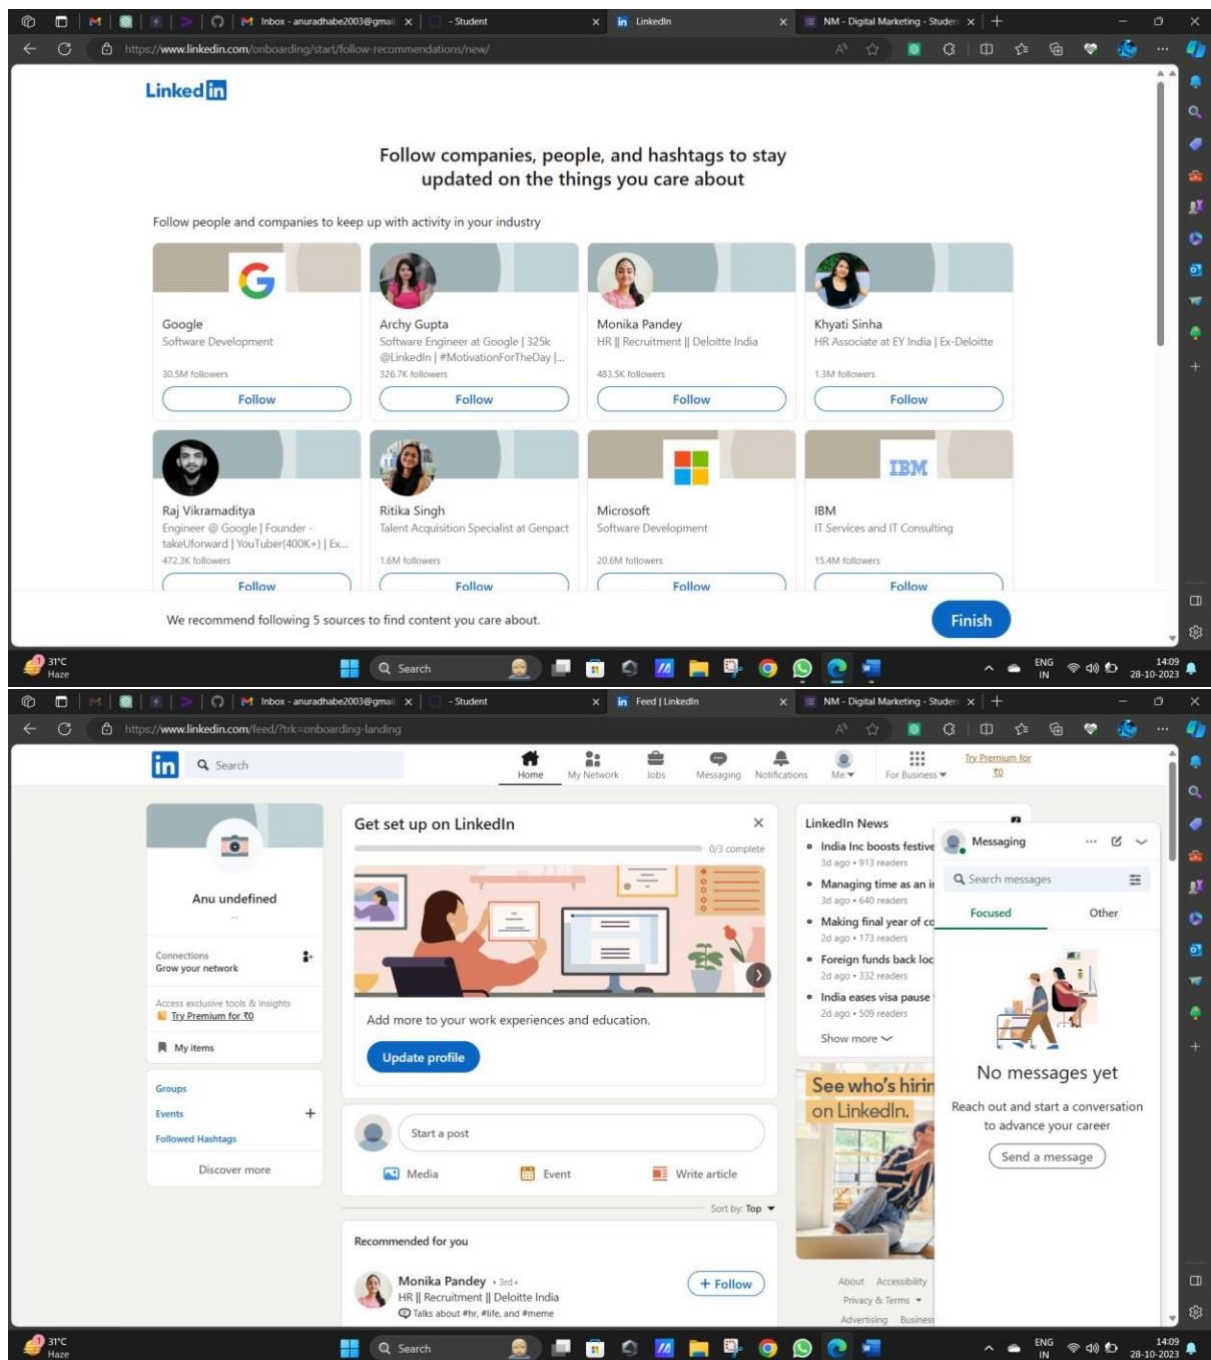 Inbox - anuradhabe2003@gmail
- Student
LinkedIn
NM - Digital Marketing - Studen
https://www.linkedin.com/onboarding/start/follow-recommendations/new/
Linked in
Follow companies, people, and hashtags to stay
updated on the things you care about
Follow people and companies to keep up with activity in your industry
Google
Software Development
30.5M followers
Follow
Archy Gupta
Software Engineer at Google | 325k
@LinkedIn | #MotivationForTheDay |...
326.7K followers
Follow
Monika Pandey
HR || Recruitment || Deloitte India
483.5K followers
Follow
Khyati Sinha
HR Associate at EY India | Ex-Deloitte
1.3M followers
Follow
Raj Vikramaditya
Engineer @ Google | Founder -
takeUforward | YouTuber(400K+) | Ex...
472.3K followers
Follow
Ritika Singh
Talent Acquisition Specialist at Genpact
1.6M followers
Follow
Microsoft
Software Development
20.6M followers
Follow
IBM
IBM
IT Services and IT Consulting
15.4M followers
Follow
We recommend following 5 sources to find content you care about.
Finish
1
31°C
Haze
Search
ENG
IN
14:09
28-10-2023
Inbox - anuradhabe2003@gmail
- Student
Feed | LinkedIn
NM - Digital Marketing - Studen
https://www.linkedin.com/feed/?trk=onboarding-landing
in
Search
Home
My Network
Jobs
Messaging
Notifications
Me
For Business
Try Premium for
₹0
Anu undefined
--
Connections
Grow your network
Access exclusive tools & insights
Try Premium for ₹0
My items
Groups
Events
Followed Hashtags
Discover more
Get set up on LinkedIn
0/3 complete
Add more to your work experiences and education.
Update profile
Start a post
Media
Event
Write article
Sort by: Top
Recommended for you
Monika Pandey • 3rd+
HR || Recruitment || Deloitte India
Talks about #hr, #life, and #meme
+ Follow
LinkedIn News
India Inc boosts festive
3d ago • 913 readers
Managing time as an i
3d ago • 640 readers
Making final year of co
2d ago • 173 readers
Foreign funds back loc
2d ago • 332 readers
India eases visa pause
2d ago • 509 readers
Show more
See who's hirin
on LinkedIn.
About Accessibility
Privacy & Terms
Advertising Business
Messaging
Search messages
Focused
Other
No messages yet
Reach out and start a conversation
to advance your career
Send a message
1
31°C
Haze
Search
ENG
IN
14:09
28-10-2023